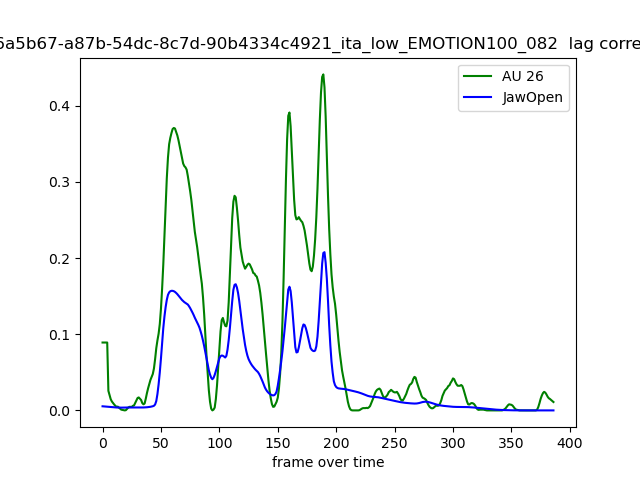 6a5b67-a87b-54dc-8c7d-90b4334c4921_ita_low_EMOTION100_082 lag corre
AU 26
JawOpen
0.4
0.3
0.2
0.1
0.0
0 50 100 150 200 250 300 350 400
frame over time